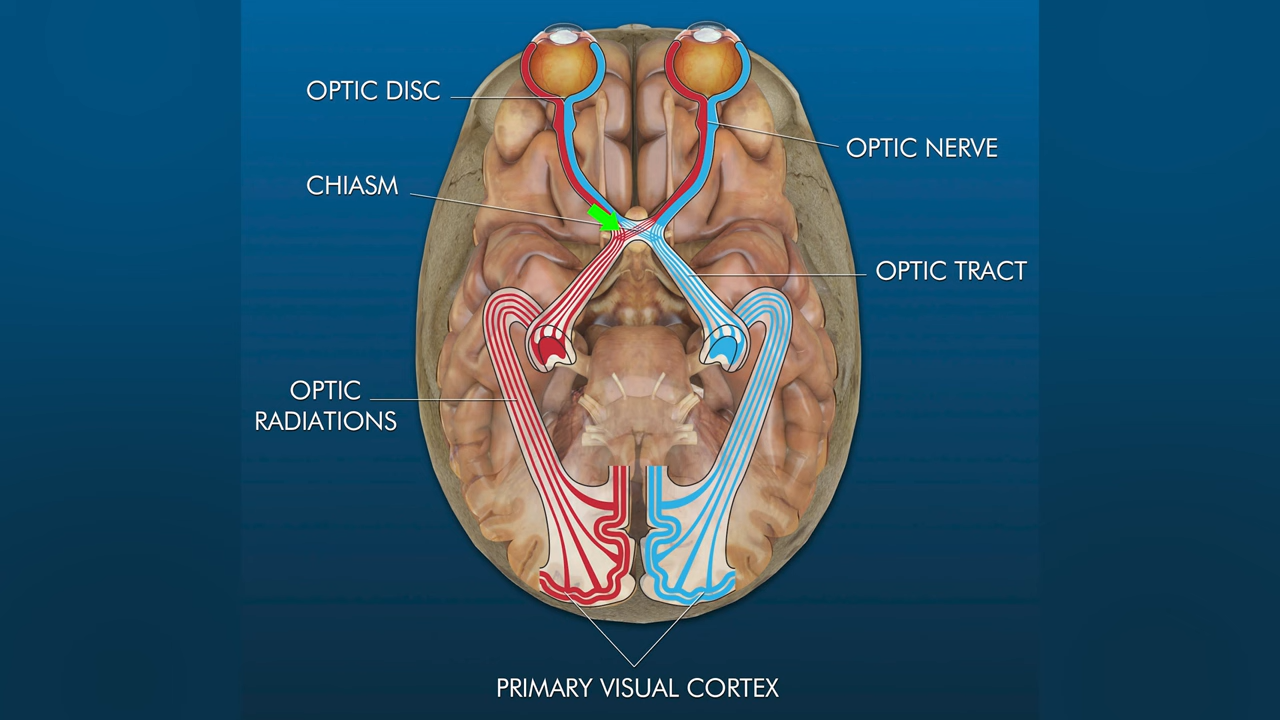 OPTIC DISC
OPTIC NERVE
CHIASM
OPTIC TRACT
OPTIC
RADIATIONS
PRIMARY VISUAL CORTEX